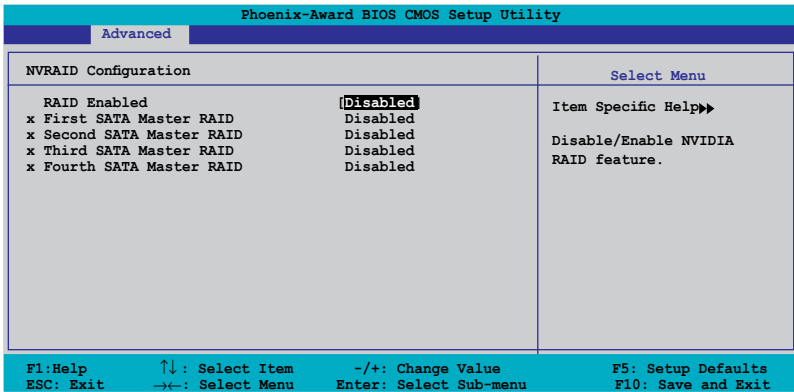 Phoenix-Award BIOS CMOS Setup Utility
Advanced
NVRAID Configuration
Select Menu
RAID Enabled [Disabled]
x First SATA Master RAID Disabled
x Second SATA Master RAID Disabled
x Third SATA Master RAID Disabled
x Fourth SATA Master RAID Disabled
Item Specific Help▶▶
Disable/Enable NVIDIA
RAID feature.
F1:Help ↑↓ : Select Item -/+: Change Value F5: Setup Defaults
ESC: Exit →←: Select Menu Enter: Select Sub-menu F10: Save and Exit